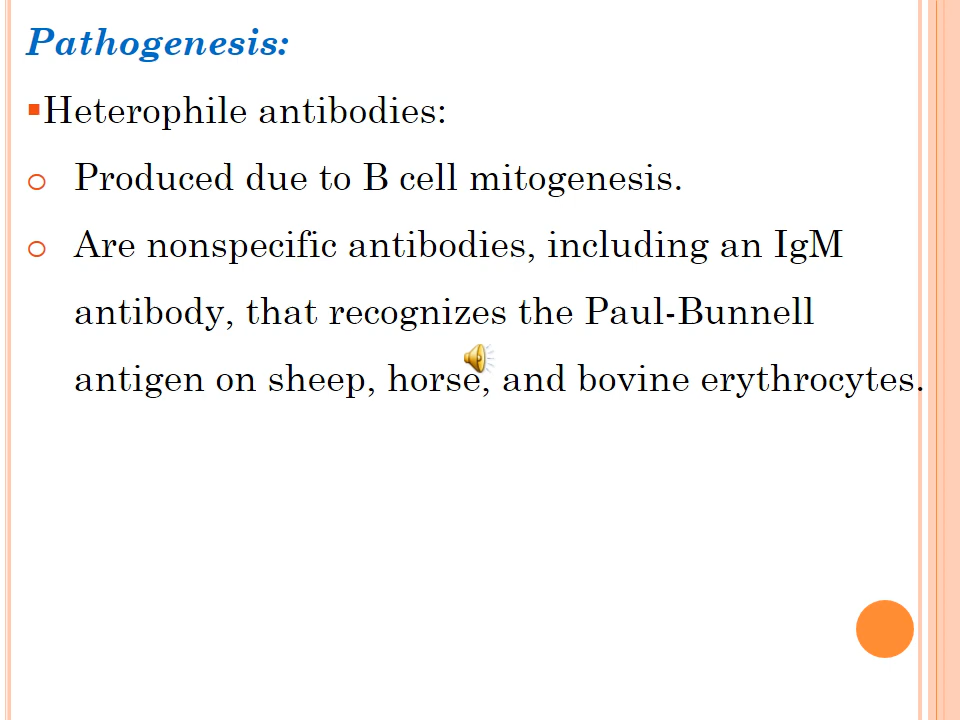 Pathogenesis:
▪Heterophile antibodies:
o Produced due to B cell mitogenesis.
o Are nonspecific antibodies, including an IgM
antibody, that recognizes the Paul-Bunnell
antigen on sheep, horse, and bovine erythrocytes.